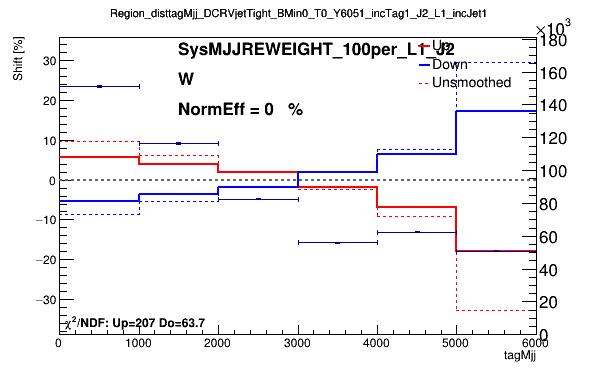 Region_disttagMjj_DCRVjetTight_BMin0_T0_Y6051_incTag1_J2_L1_incJet1
×10³
Shift [%]
SysMJJREWEIGHT_100per_L1_J2
Up
W
Down
Unsmoothed
NormEff = 0 %
30
20
10
0
−10
−20
−30
180
160
140
120
100
80
60
40
20
0
χ²/NDF: Up=207 Do=63.7
0 1000 2000 3000 4000 5000 6000
tagMjj